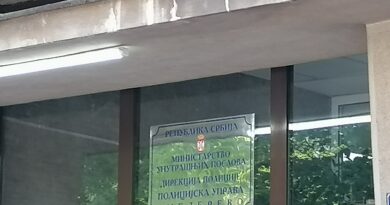 РЕПУБЛИКА СРБИЈА
МИНИСТАРСТВО
УНУТРАШЊИХ ПОСЛОВА
ДИРЕКЦИЈА ПОЛИЦИЈЕ
ПОЛИЦИЈСКА УПРАВА